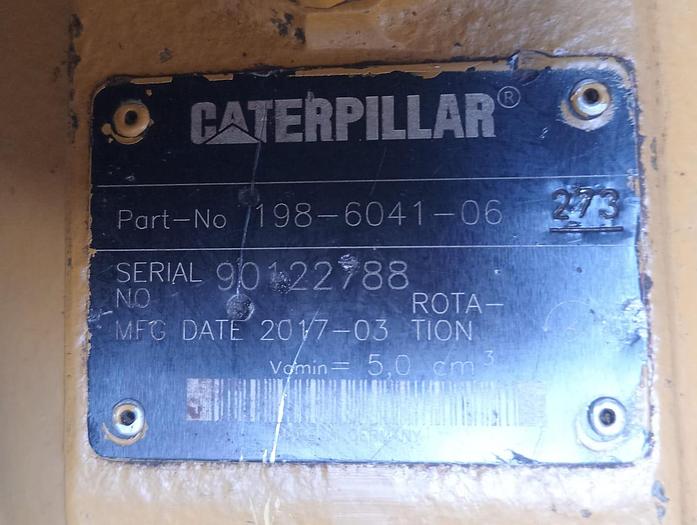 CATERPILLAR®
Part-No 198-6041-06 273
SERIAL NO 90122788
MFG DATE 2017-03 ROTA-TION
Vgmin= 5,0 cm³
GERMANY